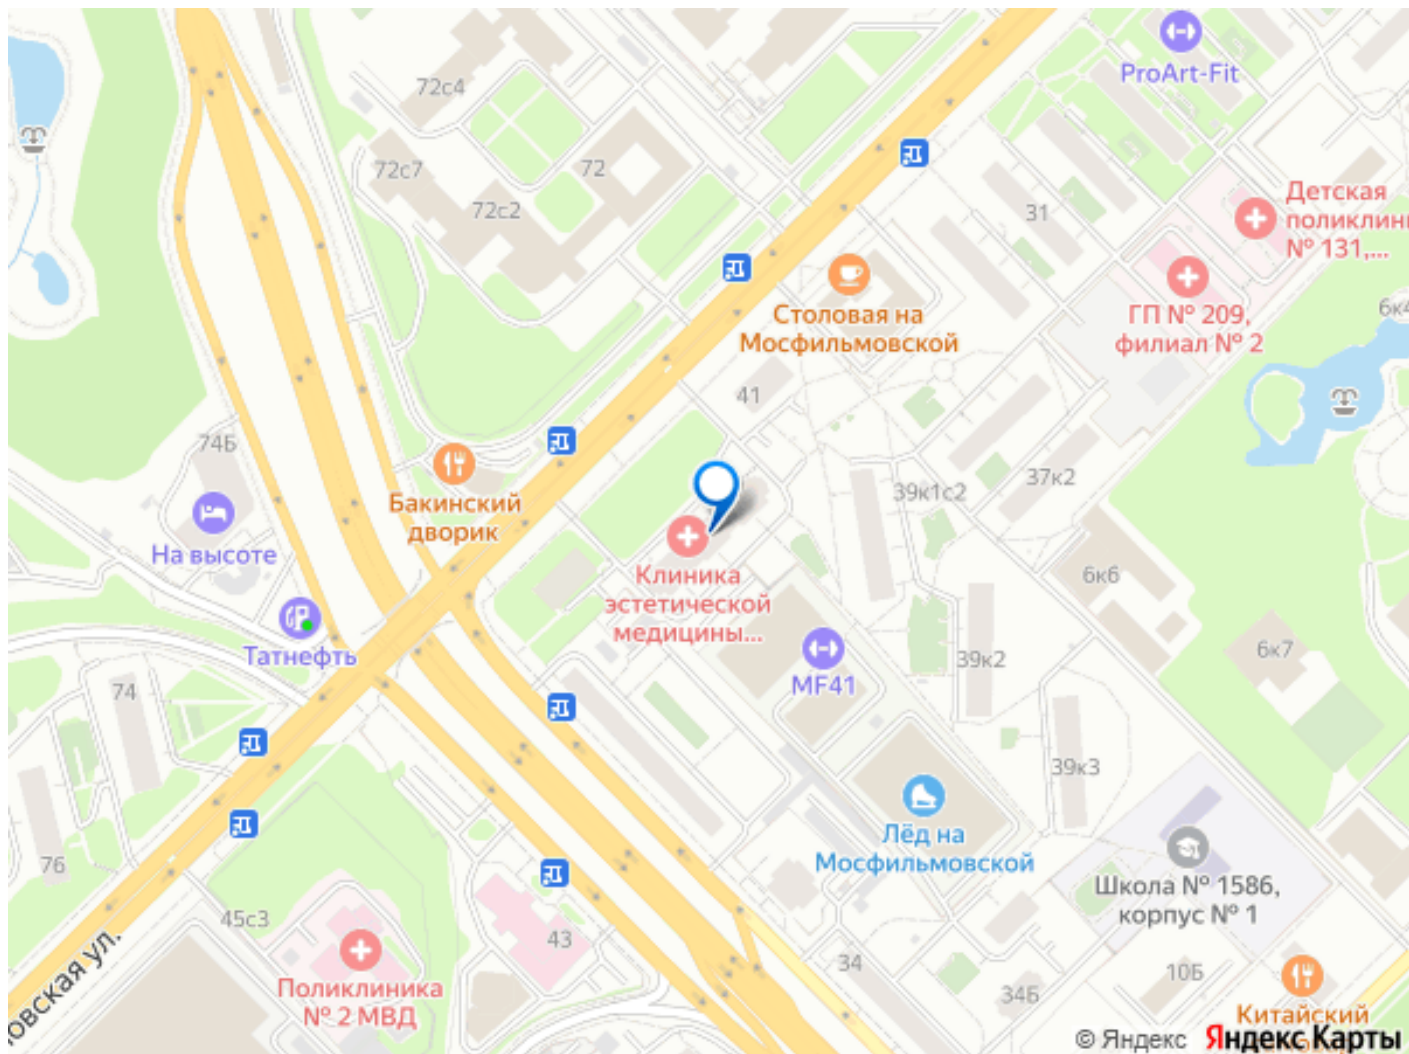 ProArt-Fit
72с4
72с7
72
72с2
31
Детская
№ 131,...
ГП № 209,
филиал № 2
Столовая на
Мосфильмовской
41
74Б
Бакинский
дворик
На высоте
39к1с2
37к2
Клиника
эстетической
медицины...
6к6
6к7
Татнефть
MF41
39к2
74
39к3
Лёд на
Мосфильмовской
76
Школа № 1586,
корпус № 1
45с3
43
34
10Б
34Б
Поликлиника
№ 2 МВД
ул.
Китайский
© Яндекс Яндекс Карты